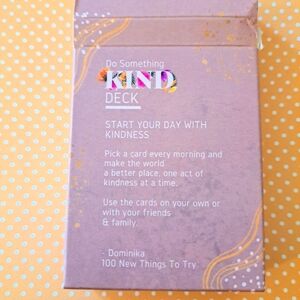 Do Something
KIND
DECK
START YOUR DAY WITH
KINDNESS
Pick a card every morning and
make the world
a better place, one act of
kindness at a time.
Use the cards on your own or
with your friends
& family.
- Dominika
100 New Things To Try